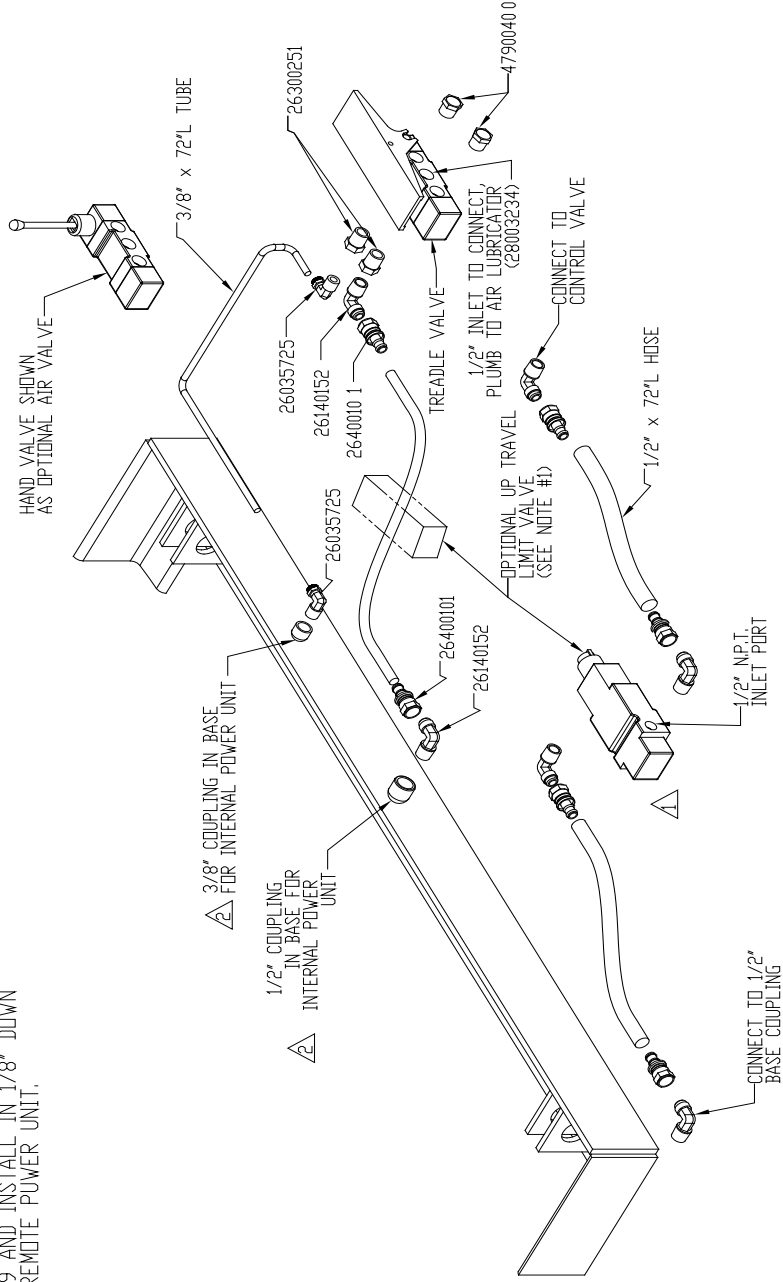 9 AND INSTALL IN 1/8" DOWN
REMOTE POWER UNIT.
HAND VALVE SHOWN
AS OPTIONAL AIR VALVE
3/8" x 72"L TUBE
26300251
47900400
26035725
26140152
26400101
TREADLE VALVE
1/2" INLET TO CONNECT,
PLUMB TO AIR LUBRICATOR
(28003234)
CONNECT TO
CONTROL VALVE
1/2" x 72"L HOSE
OPTIONAL UP TRAVEL
LIMIT VALVE
(SEE NOTE #1)
26035725
26400101
26140152
2
3/8" COUPLING IN BASE
FOR INTERNAL POWER UNIT
2
1/2" COUPLING
IN BASE FOR
INTERNAL POWER
UNIT
1
1/2" N.P.T.
INLET PORT
CONNECT TO 1/2"
BASE COUPLING